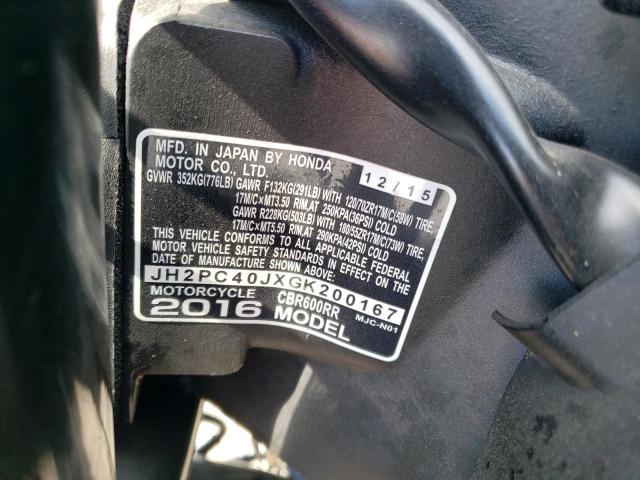 MFD. IN JAPAN BY HONDA
MOTOR CO., LTD. 12/15
GVWR 352KG(776LB) GAWR F132KG(291LB) WITH 120/70ZR17M/C(58W) TIRE,
17M/C×MT3.50 RIM,AT 250KPA(36PSI) COLD
GAWR R228KG(503LB) WITH 180/55ZR17M/C(73W) TIRE,
17M/C×MT5.50 RIM,AT 290KPA(42PSI) COLD
THIS VEHICLE CONFORMS TO ALL APPLICABLE FEDERAL
MOTOR VEHICLE SAFETY STANDARDS IN EFFECT ON THE
DATE OF MANUFACTURE SHOWN ABOVE.
JH2PC40JXGK200167
MOTORCYCLE CBR600RR MJC-N01
2016 MODEL